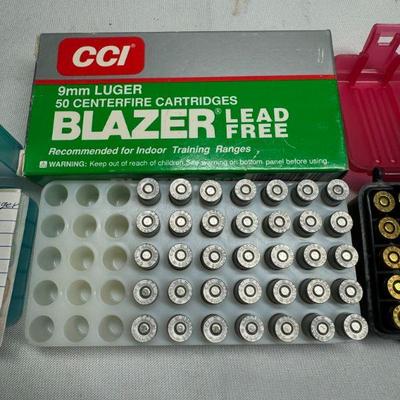 CCI
9mm LUGER
50 CENTERFIRE CARTRIDGES
BLAZER® LEAD FREE
Recommended for Indoor Training Ranges
⚠ WARNING: Keep out of reach of children. See warning on bottom panel before using.